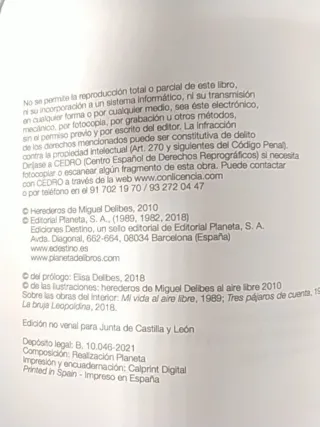 No se permite la reproducción total o parcial de este libro,
ni su incorporación a un sistema informático, ni su transmisión
en cualquier forma o por cualquier medio, sea éste electrónico,
mecánico, por fotocopia, por grabación u otros métodos,
sin el permiso previo y por escrito del editor. La infracción
de los derechos mencionados puede ser constitutiva de delito
contra la propiedad intelectual (Art. 270 y siguientes del Código Penal).
Diríjase a CEDRO (Centro Español de Derechos Reprográficos) si necesita
fotocopiar o escanear algún fragmento de esta obra. Puede contactar
con CEDRO a través de la web www.conlicencia.com
o por teléfono en el 91 702 19 70 / 93 272 04 47
© Herederos de Miguel Delibes, 2010
© Editorial Planeta, S. A., (1989, 1982, 2018)
Ediciones Destino, un sello editorial de Editorial Planeta, S. A.
Avda. Diagonal, 662-664, 08034 Barcelona (España)
www.edestino.es
www.planetadelibros.com
© del prólogo: Elisa Delibes, 2018
© de las ilustraciones: herederos de Miguel Delibes al aire libre 2010
Sobre las obras del interior: Mi vida al aire libre, 1989; Tres pájaros de cuenta, 19
La bruja Leopoldina, 2018.
Edición no venal para Junta de Castilla y León
Depósito legal: B. 10.046-2021
Composición: Realización Planeta
Impresión y encuadernación: Calprint Digital
Printed in Spain - Impreso en España